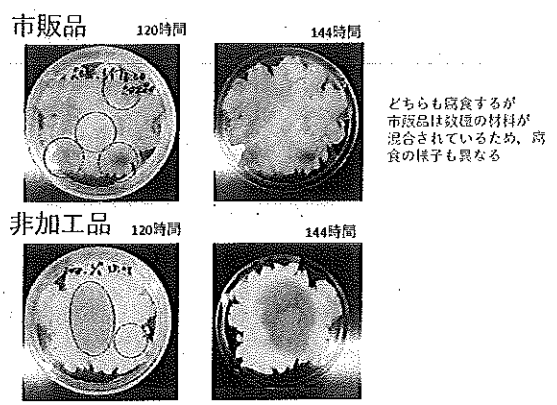 市販品
120時間
144時間
どちらも腐食するが
市販品は数種の材料が
混合されているため、腐
食の様子も異なる
非加工品
120時間
144時間